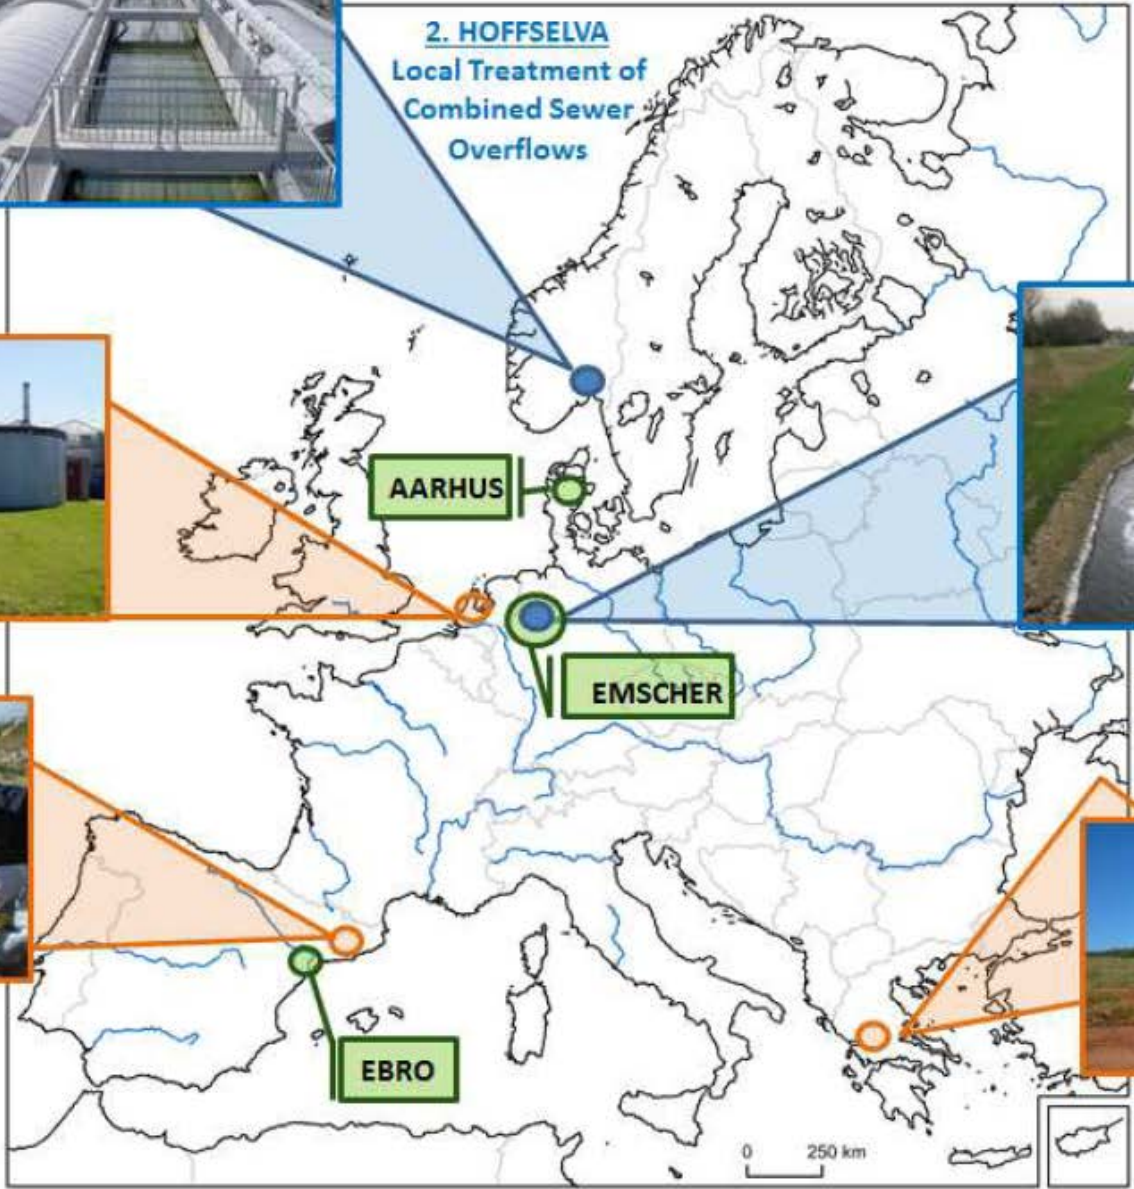 2. HOFFSELVA
Local Treatment of
Combined Sewer
Overflows
AARHUS
EMSCHER
EBRO
0 250 km